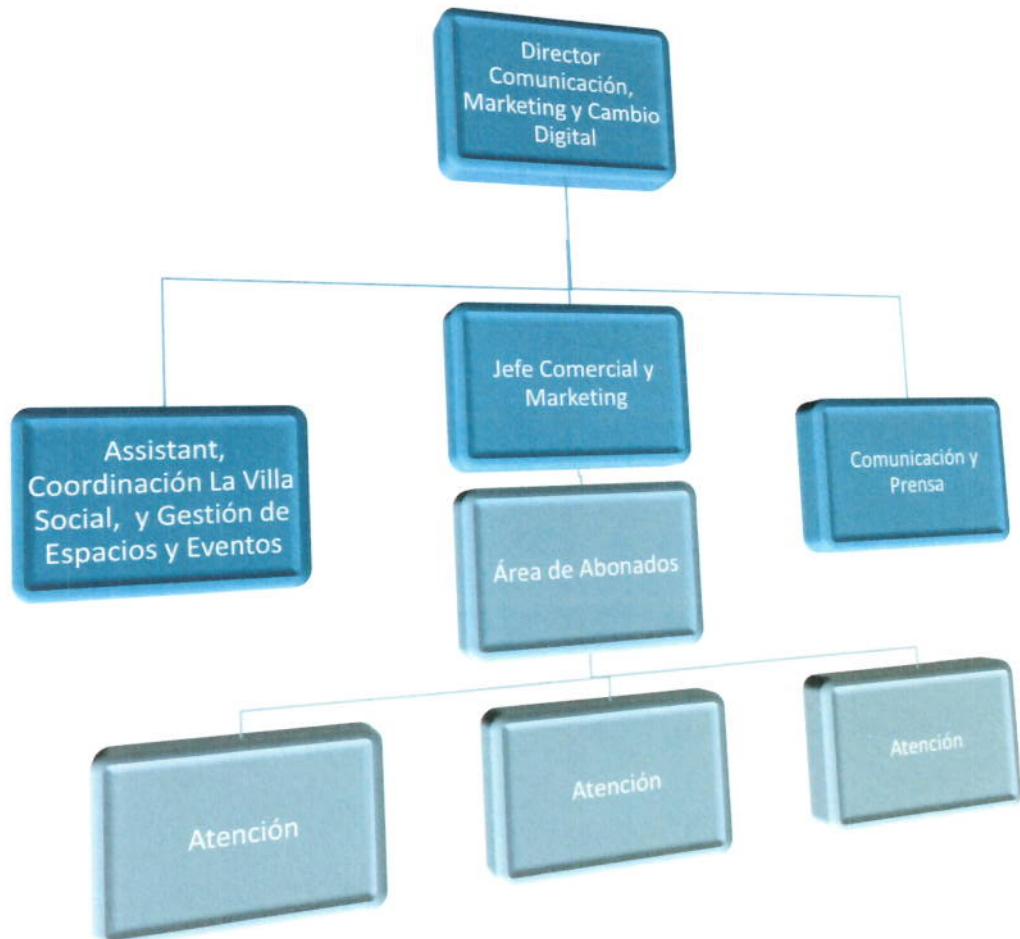 Director
Comunicación,
Marketing y Cambio
Digital
Jefe Comercial y
Marketing
Assistant,
Coordinación La Villa
Social, y Gestión de
Espacios y Eventos
Comunicación y
Prensa
Área de Abonados
Atención
Atención
Atención